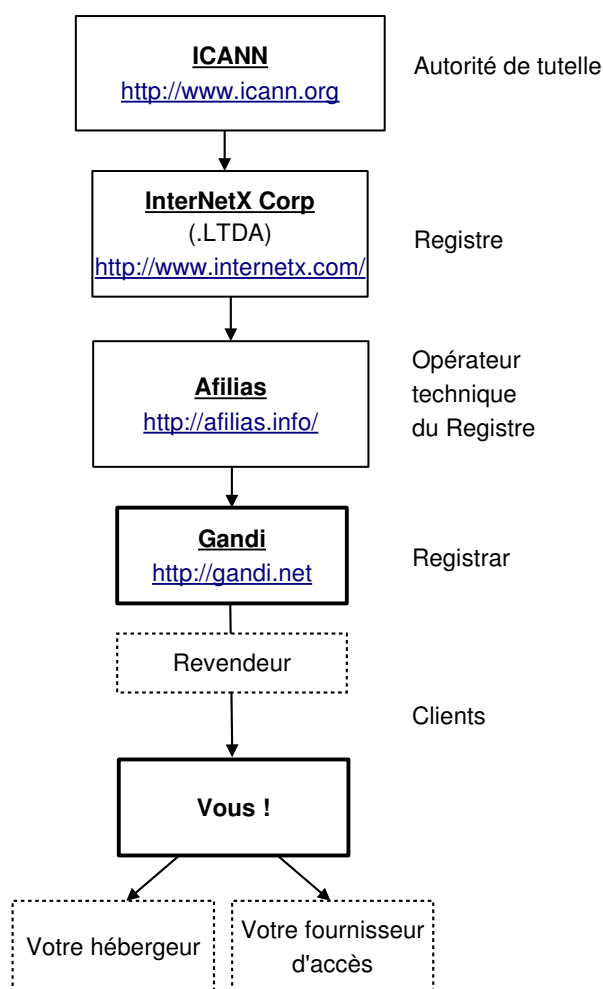 ICANN
http://www.icann.org
Autorité de tutelle
InterNetX Corp
(.LTDA)
http://www.internetx.com/
Registre
Afilias
http://afilias.info/
Opérateur
technique
du Registre
Gandi
http://gandi.net
Registrar
Revendeur
Clients
Vous !
Votre hébergeur
Votre fournisseur
d'accès